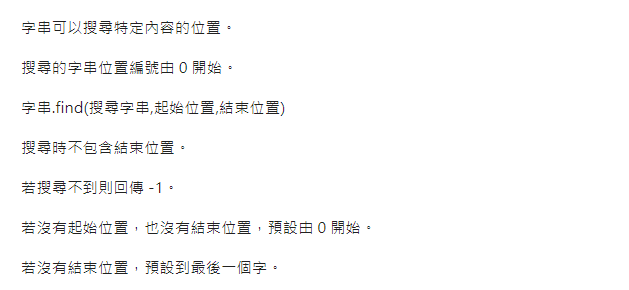 字串可以搜尋特定內容的位置。
搜尋的字串位置編號由 0 開始。
字串.find(搜尋字串,起始位置,結束位置)
搜尋時不包含結束位置。
若搜尋不到則回傳 -1。
若沒有起始位置，也沒有結束位置，預設由 0 開始。
若沒有結束位置，預設到最後一個字。